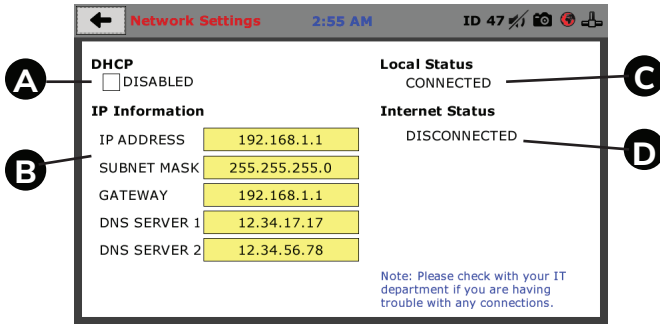 Network Settings 2:55 AM ID 47
DHCP
DISABLED
IP Information
IP ADDRESS 192.168.1.1
SUBNET MASK 255.255.255.0
GATEWAY 192.168.1.1
DNS SERVER 1 12.34.17.17
DNS SERVER 2 12.34.56.78
Local Status
CONNECTED
Internet Status
DISCONNECTED
Note: Please check with your IT
department if you are having
trouble with any connections.
A
B
C
D